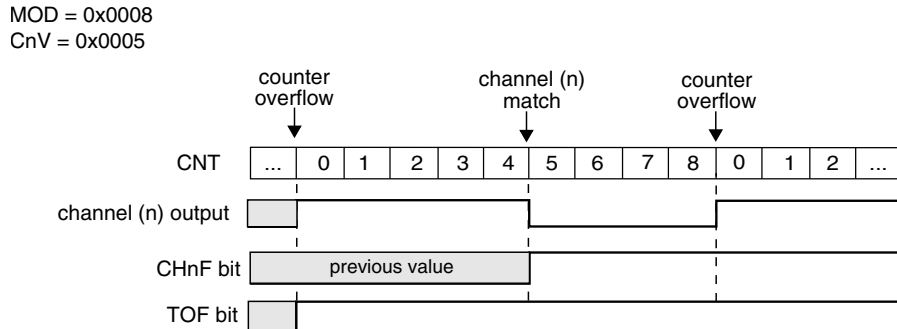 MOD = 0x0008
CnV = 0x0005
counter overflow
channel (n) match
counter overflow
CNT ... 0 1 2 3 4 5 6 7 8 0 1 2 ...
channel (n) output
CHnF bit previous value
TOF bit